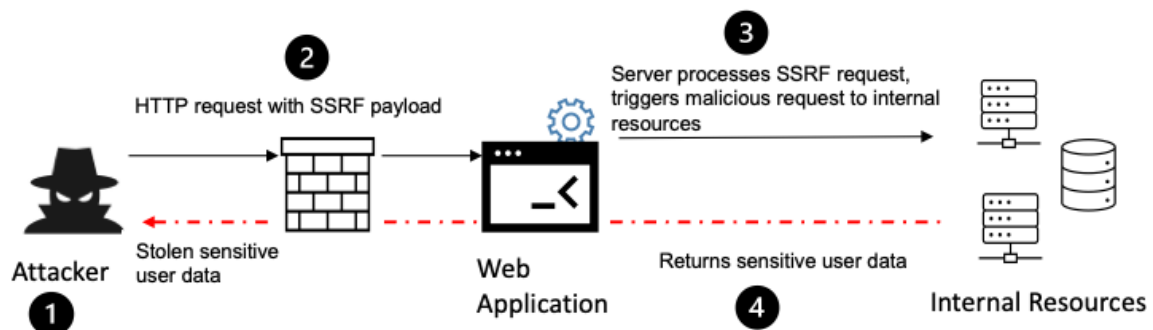 2
HTTP request with SSRF payload
3
Server processes SSRF request,
triggers malicious request to internal
resources
Attacker
1
Stolen sensitive
user data
Web
Application
Returns sensitive user data
4
Internal Resources